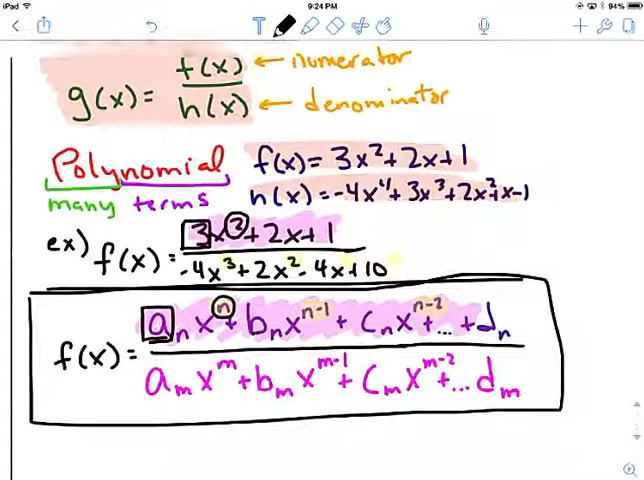 iPad
9:24 PM
94%
T
f(x) ← numerator
g(x) =
h(x) ← denominator
Polynomial
many terms
f(x) = 3x² + 2x + 1
h(x) = -4x⁴ + 3x³ + 2x² + x - 1
ex) f(x) = 3x² + 2x + 1
-4x³ + 2x² - 4x + 10
f(x) = aₙxⁿ + bₙxⁿ⁻¹ + cₙxⁿ⁻² + ... + dₙ
aₘxᵐ + bₘxᵐ⁻¹ + cₘxᵐ⁻² + ... dₘ